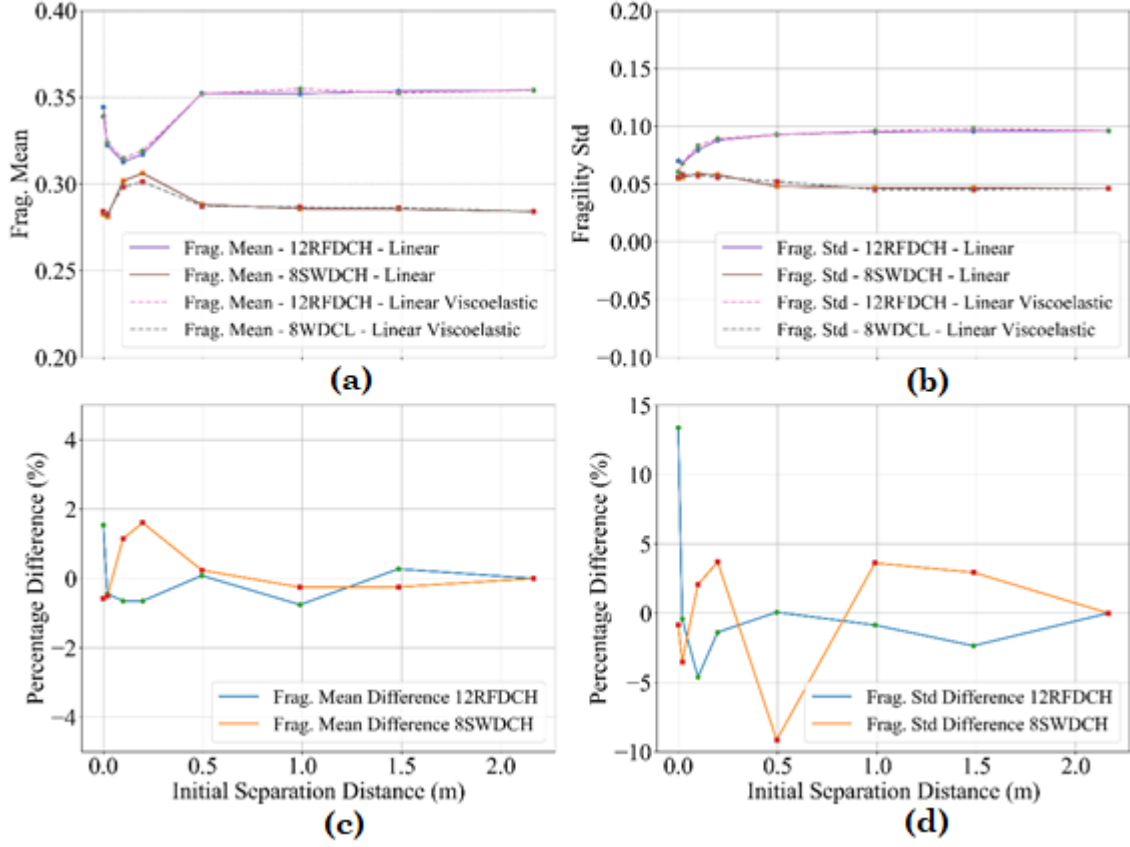 0.40
0.35
0.30
0.25
0.20
Frag. Mean
Frag. Mean - 12RFDCH - Linear
Frag. Mean - 8SWDCH - Linear
Frag. Mean - 12RFDCH - Linear Viscoelastic
Frag. Mean - 8WDCL - Linear Viscoelastic
(a)
0.20
0.15
0.10
0.05
0.00
−0.05
−0.10
Fragility Std
Frag. Std - 12RFDCH - Linear
Frag. Std - 8SWDCH - Linear
Frag. Std - 12RFDCH - Linear Viscoelastic
Frag. Std - 8WDCL - Linear Viscoelastic
(b)
4
2
0
−2
−4
Percentage Difference (%)
Frag. Mean Difference 12RFDCH
Frag. Mean Difference 8SWDCH
0.0 0.5 1.0 1.5 2.0
Initial Separation Distance (m)
(c)
15
10
5
0
−5
−10
Percentage Difference (%)
Frag. Std Difference 12RFDCH
Frag. Std Difference 8SWDCH
0.0 0.5 1.0 1.5 2.0
Initial Separation Distance (m)
(d)